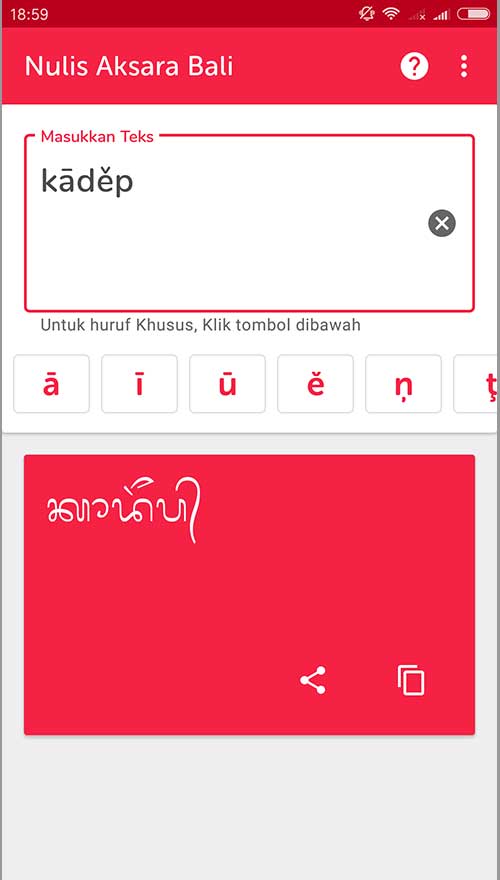 18:59
Nulis Aksara Bali
Masukkan Teks
kāděp
Untuk huruf Khusus, Klik tombol dibawah
ā ī ū ě ņ ţ
ᬓᬵᬤᭂᬧ᭄